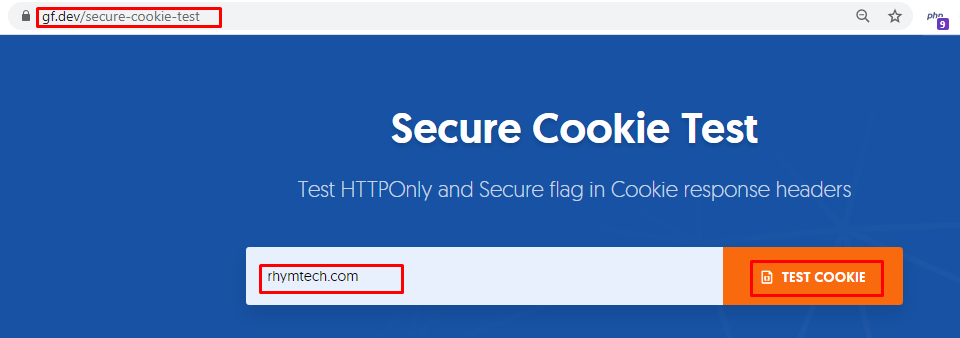 gf.dev/secure-cookie-test
php
9
Secure Cookie Test
Test HTTPOnly and Secure flag in Cookie response headers
rhymtech.com
TEST COOKIE